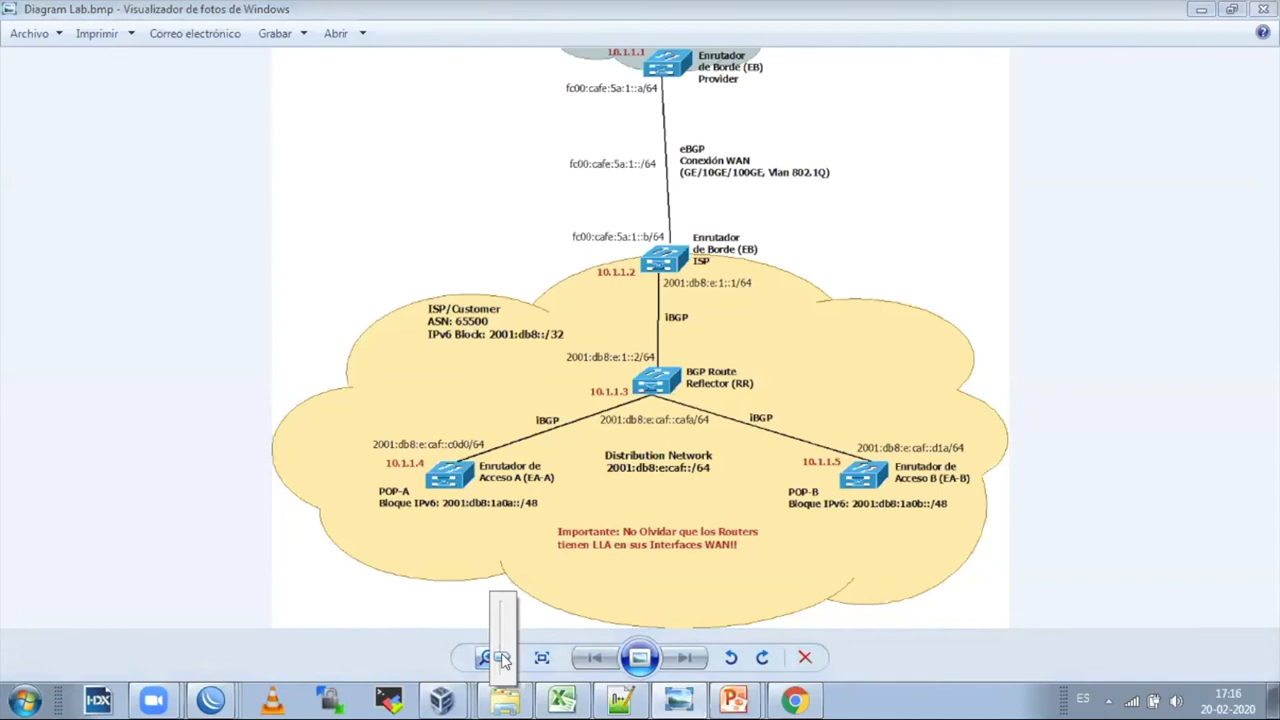 Diagram Lab.bmp - Visualizador de fotos de Windows
Archivo Imprimir Correo electrónico Grabar Abrir
10.1.1.1
Enrutador
de Borde (EB)
Provider
fc00:cafe:5a:1::a/64
eBGP
Conexión WAN
(GE/10GE/100GE, Vlan 802.1Q)
fc00:cafe:5a:1::/64
fc00:cafe:5a:1::b/64
Enrutador
de Borde (EB)
ISP
10.1.1.2
2001:db8:e:1::1/64
ISP/Customer
ASN: 65500
IPv6 Block: 2001:db8::/32
iBGP
2001:db8:e:1::2/64
BGP Route
Reflector (RR)
10.1.1.3
iBGP
2001:db8:e:caf::cafa/64
iBGP
2001:db8:e:caf::c0d0/64
Distribution Network
2001:db8:e:caf::/64
2001:db8:e:caf::d1a/64
10.1.1.4
Enrutador de
Acceso A (EA-A)
10.1.1.5
Enrutador de
Acceso B (EA-B)
POP-A
Bloque IPv6: 2001:db8:1a0a::/48
POP-B
Bloque IPv6: 2001:db8:1a0b::/48
Importante: No Olvidar que los Routers
tienen LLA en sus Interfaces WAN!!
HDX
ES
17:16
20-02-2020